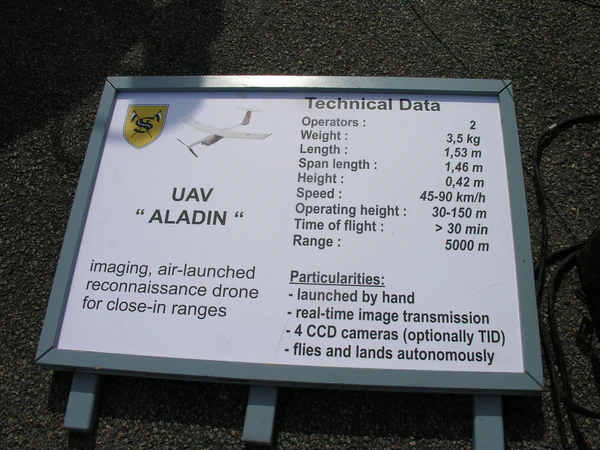 S
UAV
" ALADIN "
imaging, air-launched
reconnaissance drone
for close-in ranges
Technical Data
Operators : 2
Weight : 3,5 kg
Length : 1,53 m
Span length : 1,46 m
Height : 0,42 m
Speed : 45-90 km/h
Operating height : 30-150 m
Time of flight : > 30 min
Range : 5000 m
Particularities:
- launched by hand
- real-time image transmission
- 4 CCD cameras (optionally TID)
- flies and lands autonomously